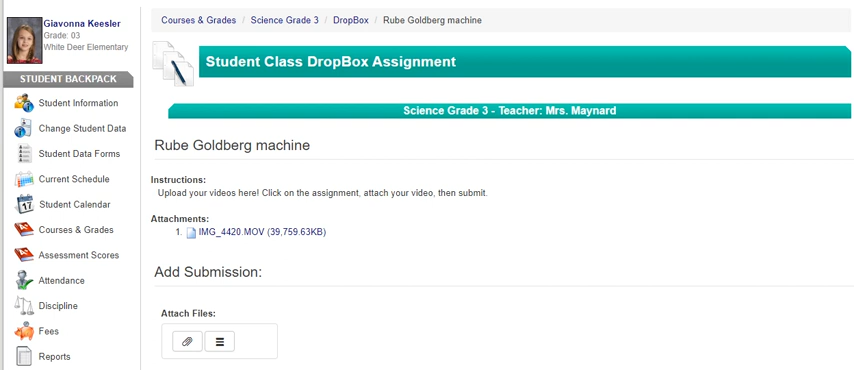 Giavonna Keesler
Grade: 03
White Deer Elementary
STUDENT BACKPACK
Student Information
Change Student Data
Student Data Forms
Current Schedule
17
Student Calendar
Courses & Grades
Assessment Scores
Attendance
Discipline
Fees
Reports
Courses & Grades / Science Grade 3 / DropBox / Rube Goldberg machine
Student Class DropBox Assignment
Science Grade 3 - Teacher: Mrs. Maynard
Rube Goldberg machine
Instructions:
Upload your videos here! Click on the assignment, attach your video, then submit.
Attachments:
1. IMG_4420.MOV (39,759.63KB)
Add Submission:
Attach Files: